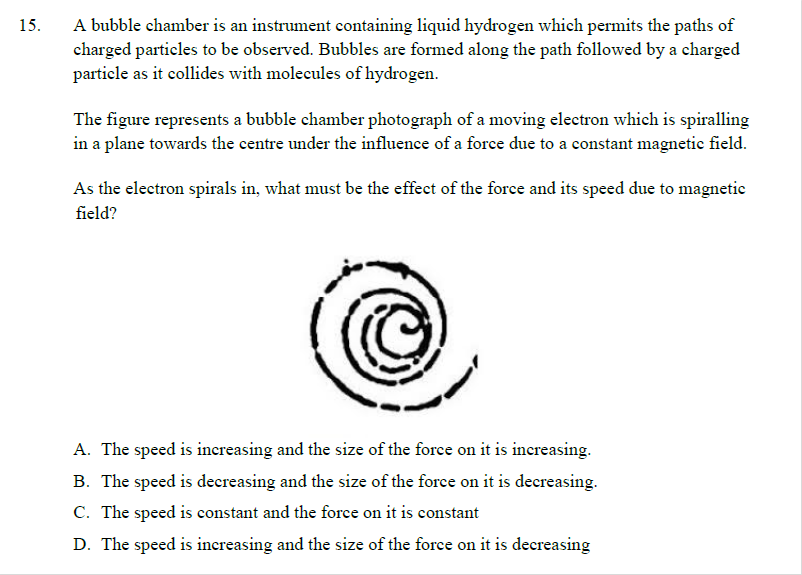 15. A bubble chamber is an instrument containing liquid hydrogen which permits the paths of
charged particles to be observed. Bubbles are formed along the path followed by a charged
particle as it collides with molecules of hydrogen.
The figure represents a bubble chamber photograph of a moving electron which is spiralling
in a plane towards the centre under the influence of a force due to a constant magnetic field.
As the electron spirals in, what must be the effect of the force and its speed due to magnetic
field?
A. The speed is increasing and the size of the force on it is increasing.
B. The speed is decreasing and the size of the force on it is decreasing.
C. The speed is constant and the force on it is constant
D. The speed is increasing and the size of the force on it is decreasing